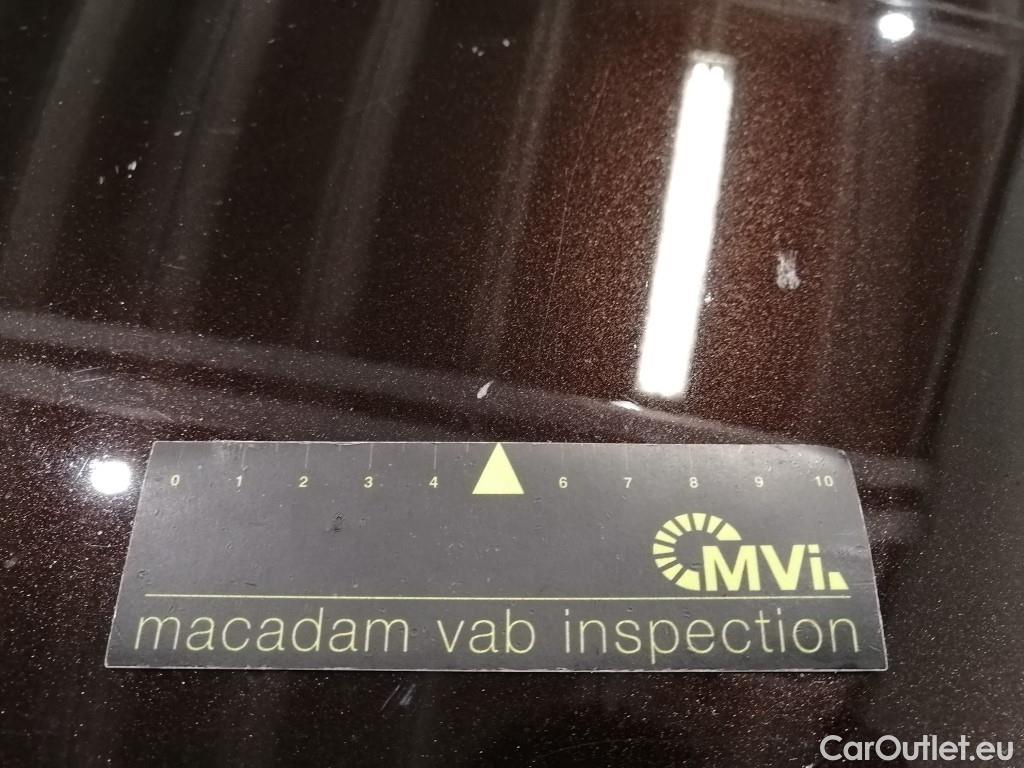 0 1 2 3 4 6 7 8 9 10
MVi.
macadam vab inspection
CarOutlet.eu